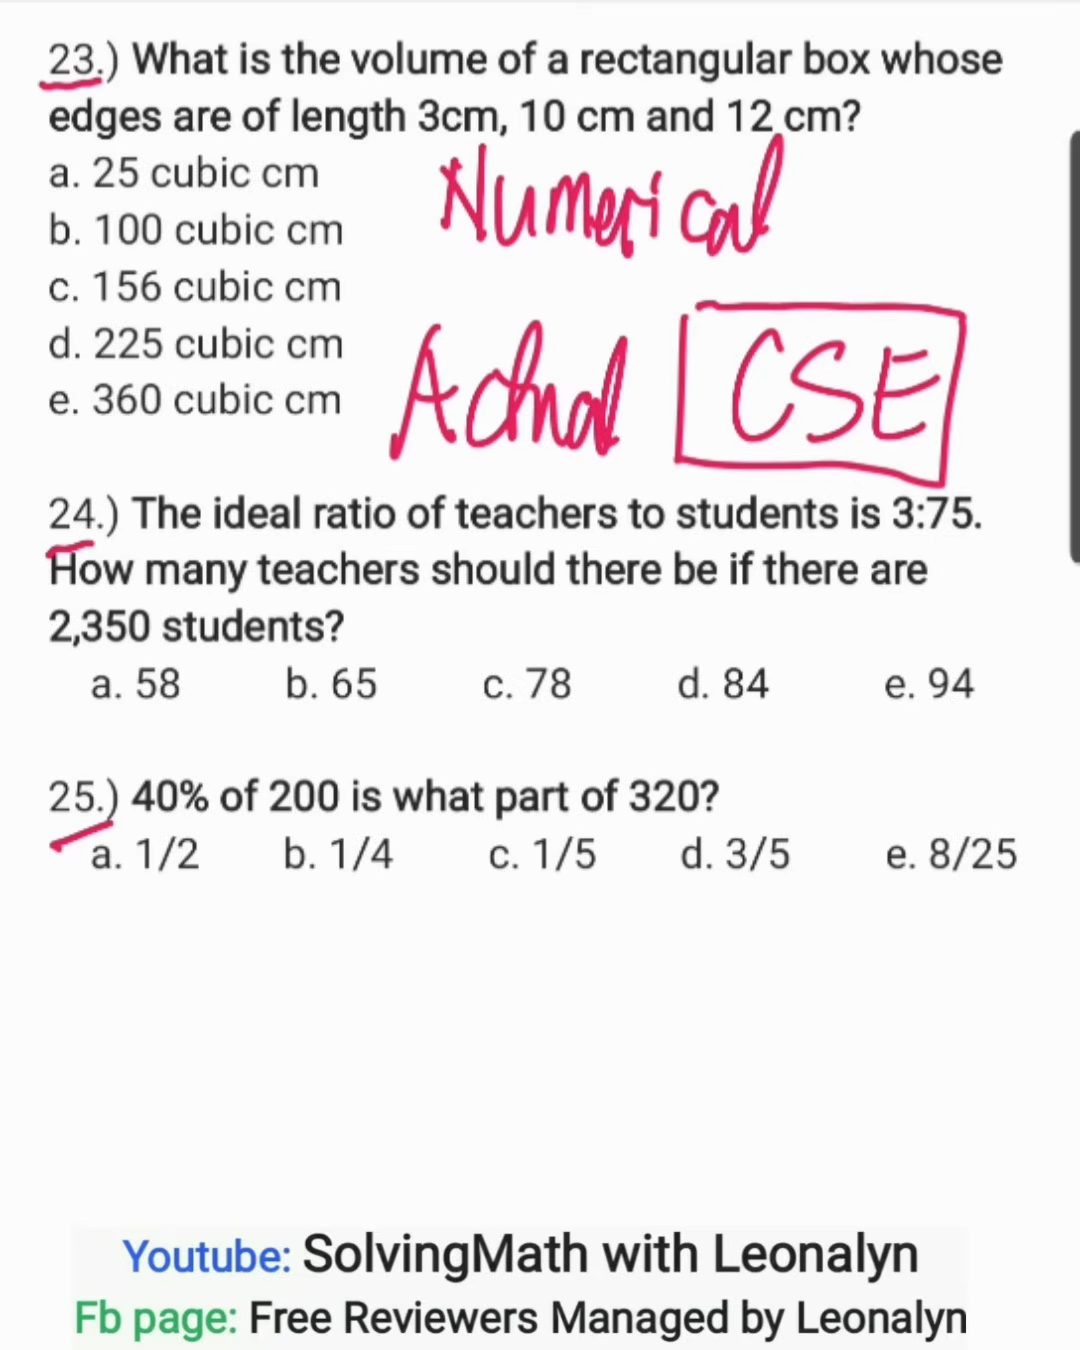 23.) What is the volume of a rectangular box whose
edges are of length 3cm, 10 cm and 12 cm?
a. 25 cubic cm
Numerical
b. 100 cubic cm
c. 156 cubic cm
d. 225 cubic cm
e. 360 cubic cm
Actual CSE
24.) The ideal ratio of teachers to students is 3:75.
How many teachers should there be if there are
2,350 students?
a. 58 b. 65 c. 78 d. 84 e. 94
25.) 40% of 200 is what part of 320?
a. 1/2 b. 1/4 c. 1/5 d. 3/5 e. 8/25
Youtube: SolvingMath with Leonalyn
Fb page: Free Reviewers Managed by Leonalyn